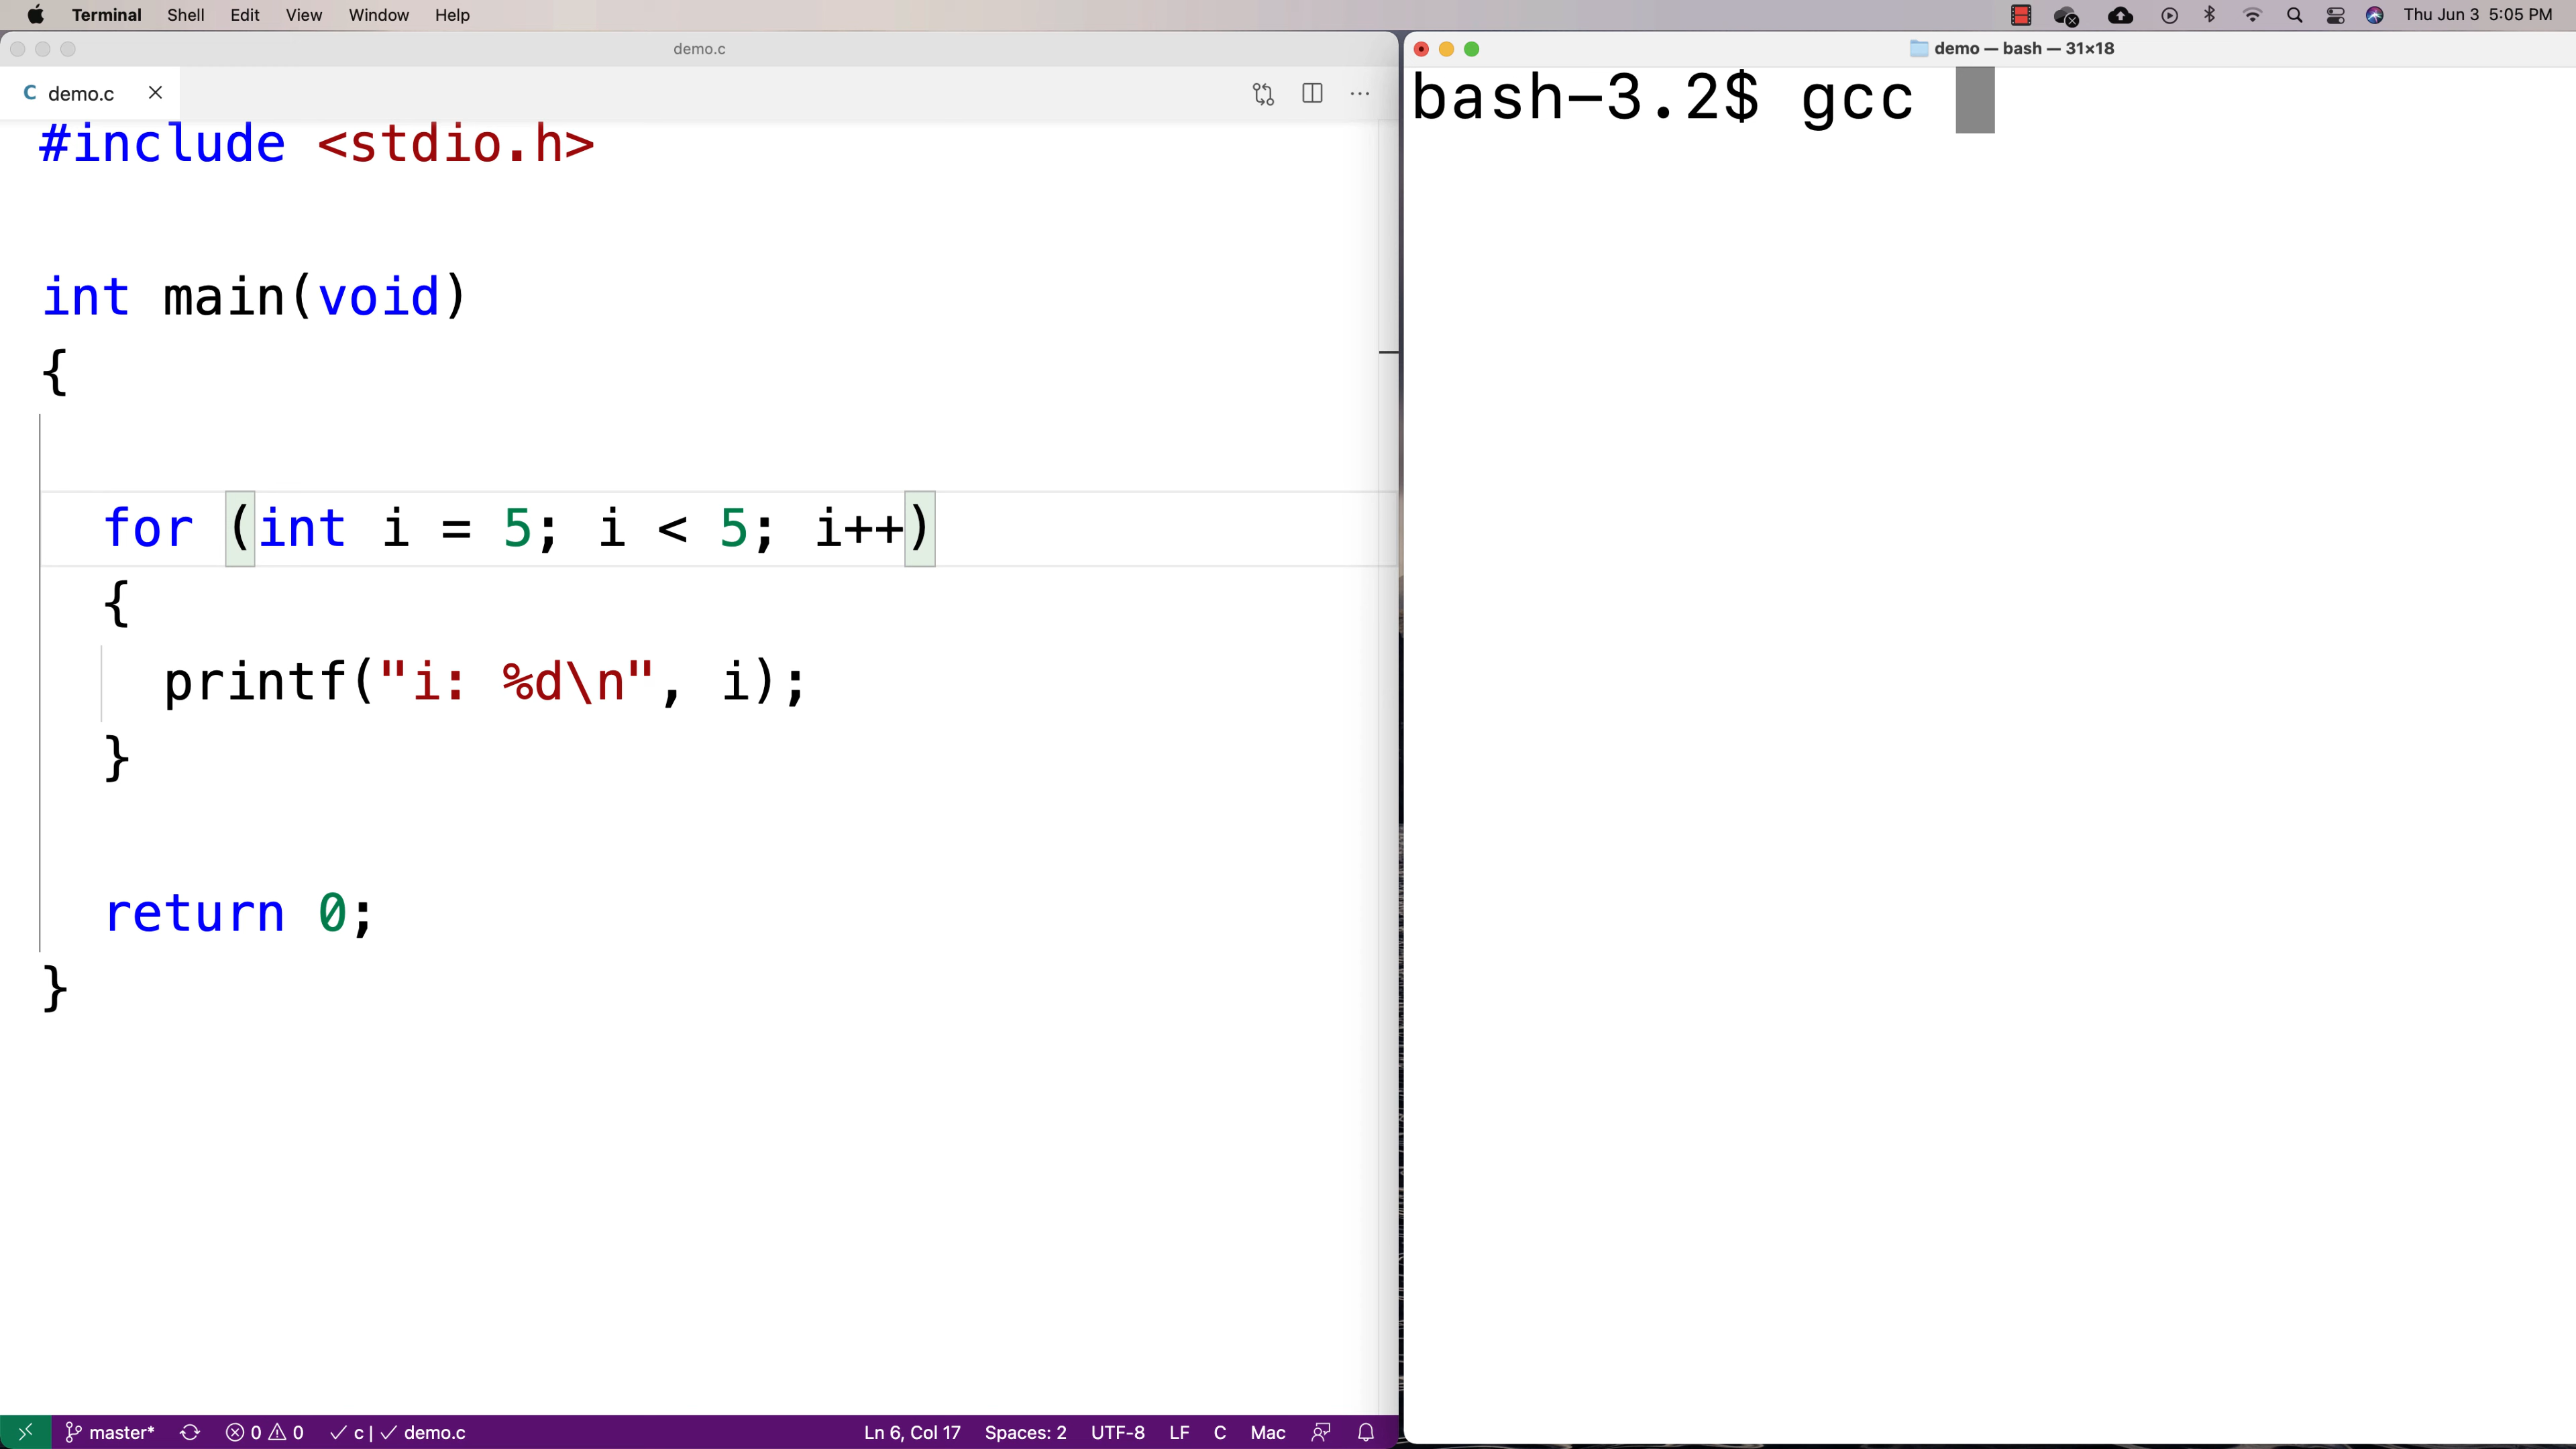 Terminal Shell Edit View Window Help
Thu Jun 3 5:05 PM
demo.c
C demo.c
#include <stdio.h>
int main(void)
{
for (int i = 5; i < 5; i++)
{
printf("i: %d\n", i);
}
return 0;
}
master* 0 0 c | demo.c Ln 6, Col 17 Spaces: 2 UTF-8 LF C Mac
demo — bash — 31×18
bash-3.2$ gcc